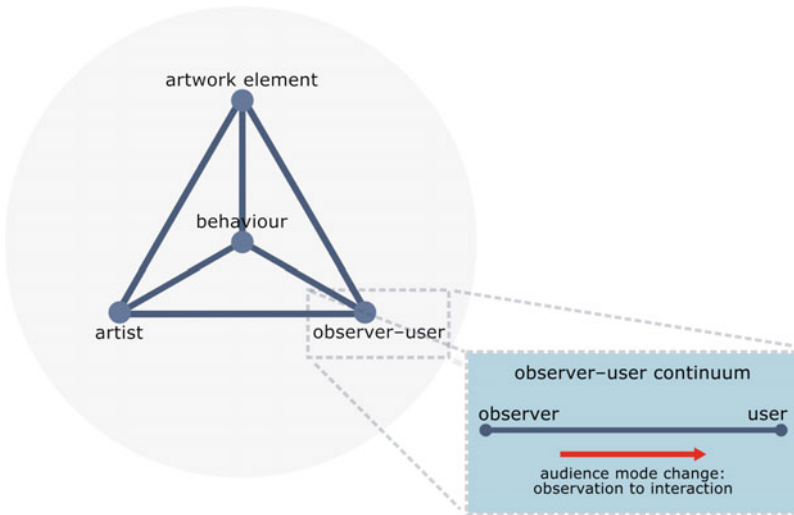 artwork element
behaviour
artist
observer–user
observer–user continuum
observer
user
audience mode change:
observation to interaction